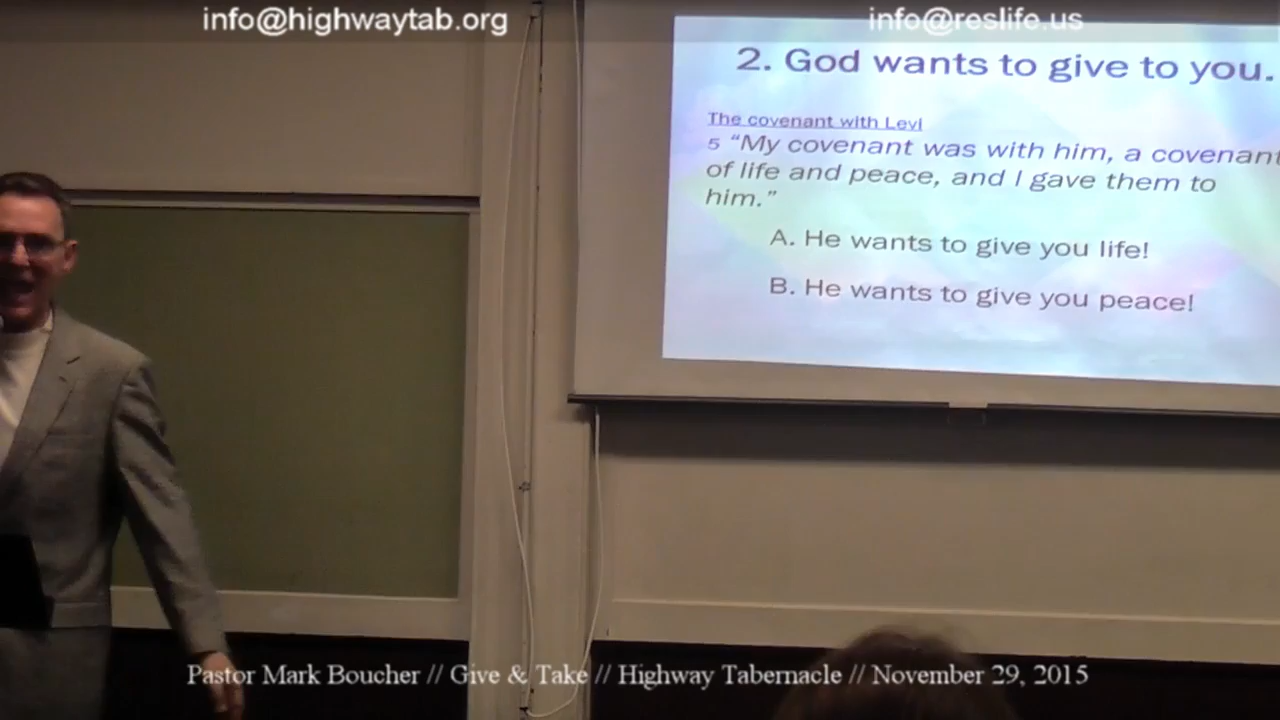 info@highwaytab.org
info@reslife.us
2. God wants to give to you.
The covenant with Levi
5 “My covenant was with him, a covenant
of life and peace, and I gave them to
him.”
A. He wants to give you life!
B. He wants to give you peace!
Pastor Mark Boucher // Give & Take // Highway Tabernacle // November 29, 2015